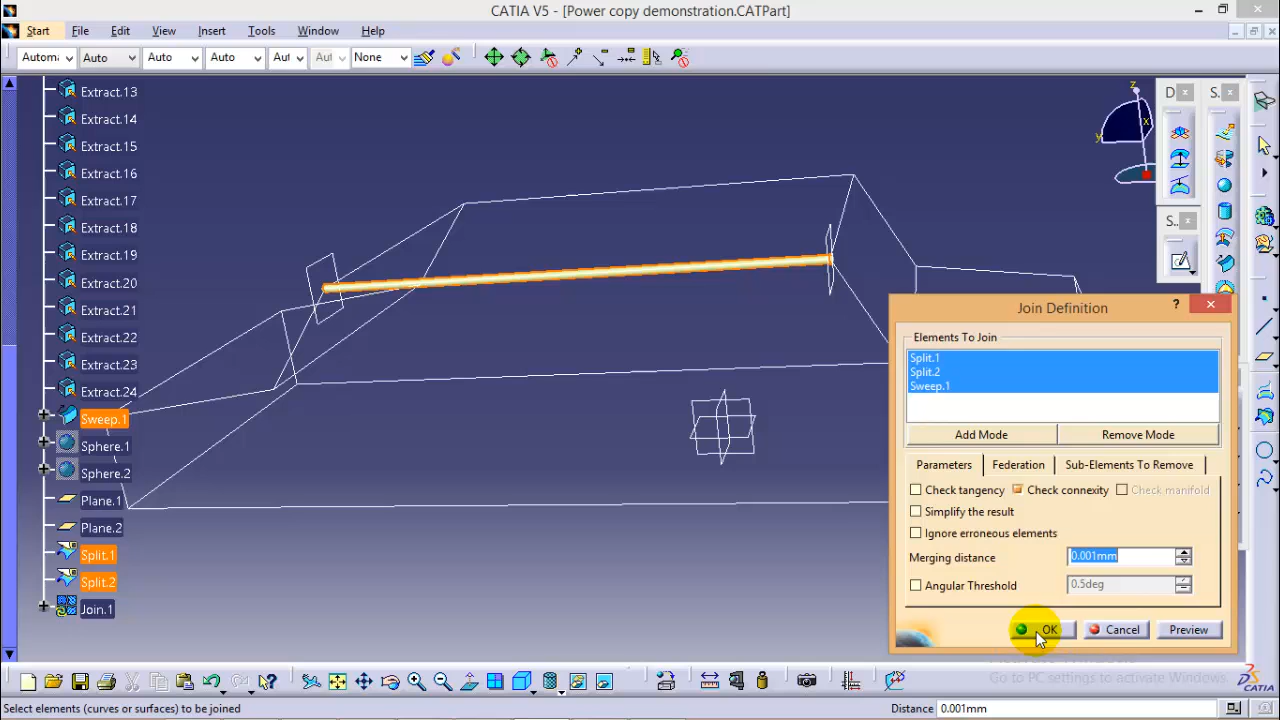 CATIA V5 - [Power copy demonstration.CATPart]
Start File Edit View Insert Tools Window Help
Automa Auto Auto Auto Aut Aut None
Extract.13
Extract.14
Extract.15
Extract.16
Extract.17
Extract.18
Extract.19
Extract.20
Extract.21
Extract.22
Extract.23
Extract.24
Sweep.1
Sphere.1
Sphere.2
Plane.1
Plane.2
Split.1
Split.2
Join.1
z
x
y
D
S..
S..
Join Definition
Elements To Join
Split.1
Split.2
Sweep.1
Add Mode Remove Mode
Parameters Federation Sub-Elements To Remove
Check tangency Check connexity Check manifold
Simplify the result
Ignore erroneous elements
Merging distance 0.001mm
Angular Threshold 0.5deg
OK Cancel Preview
Go to PC settings to activate Windows.
CATIA
Select elements (curves or surfaces) to be joined Distance 0.001mm